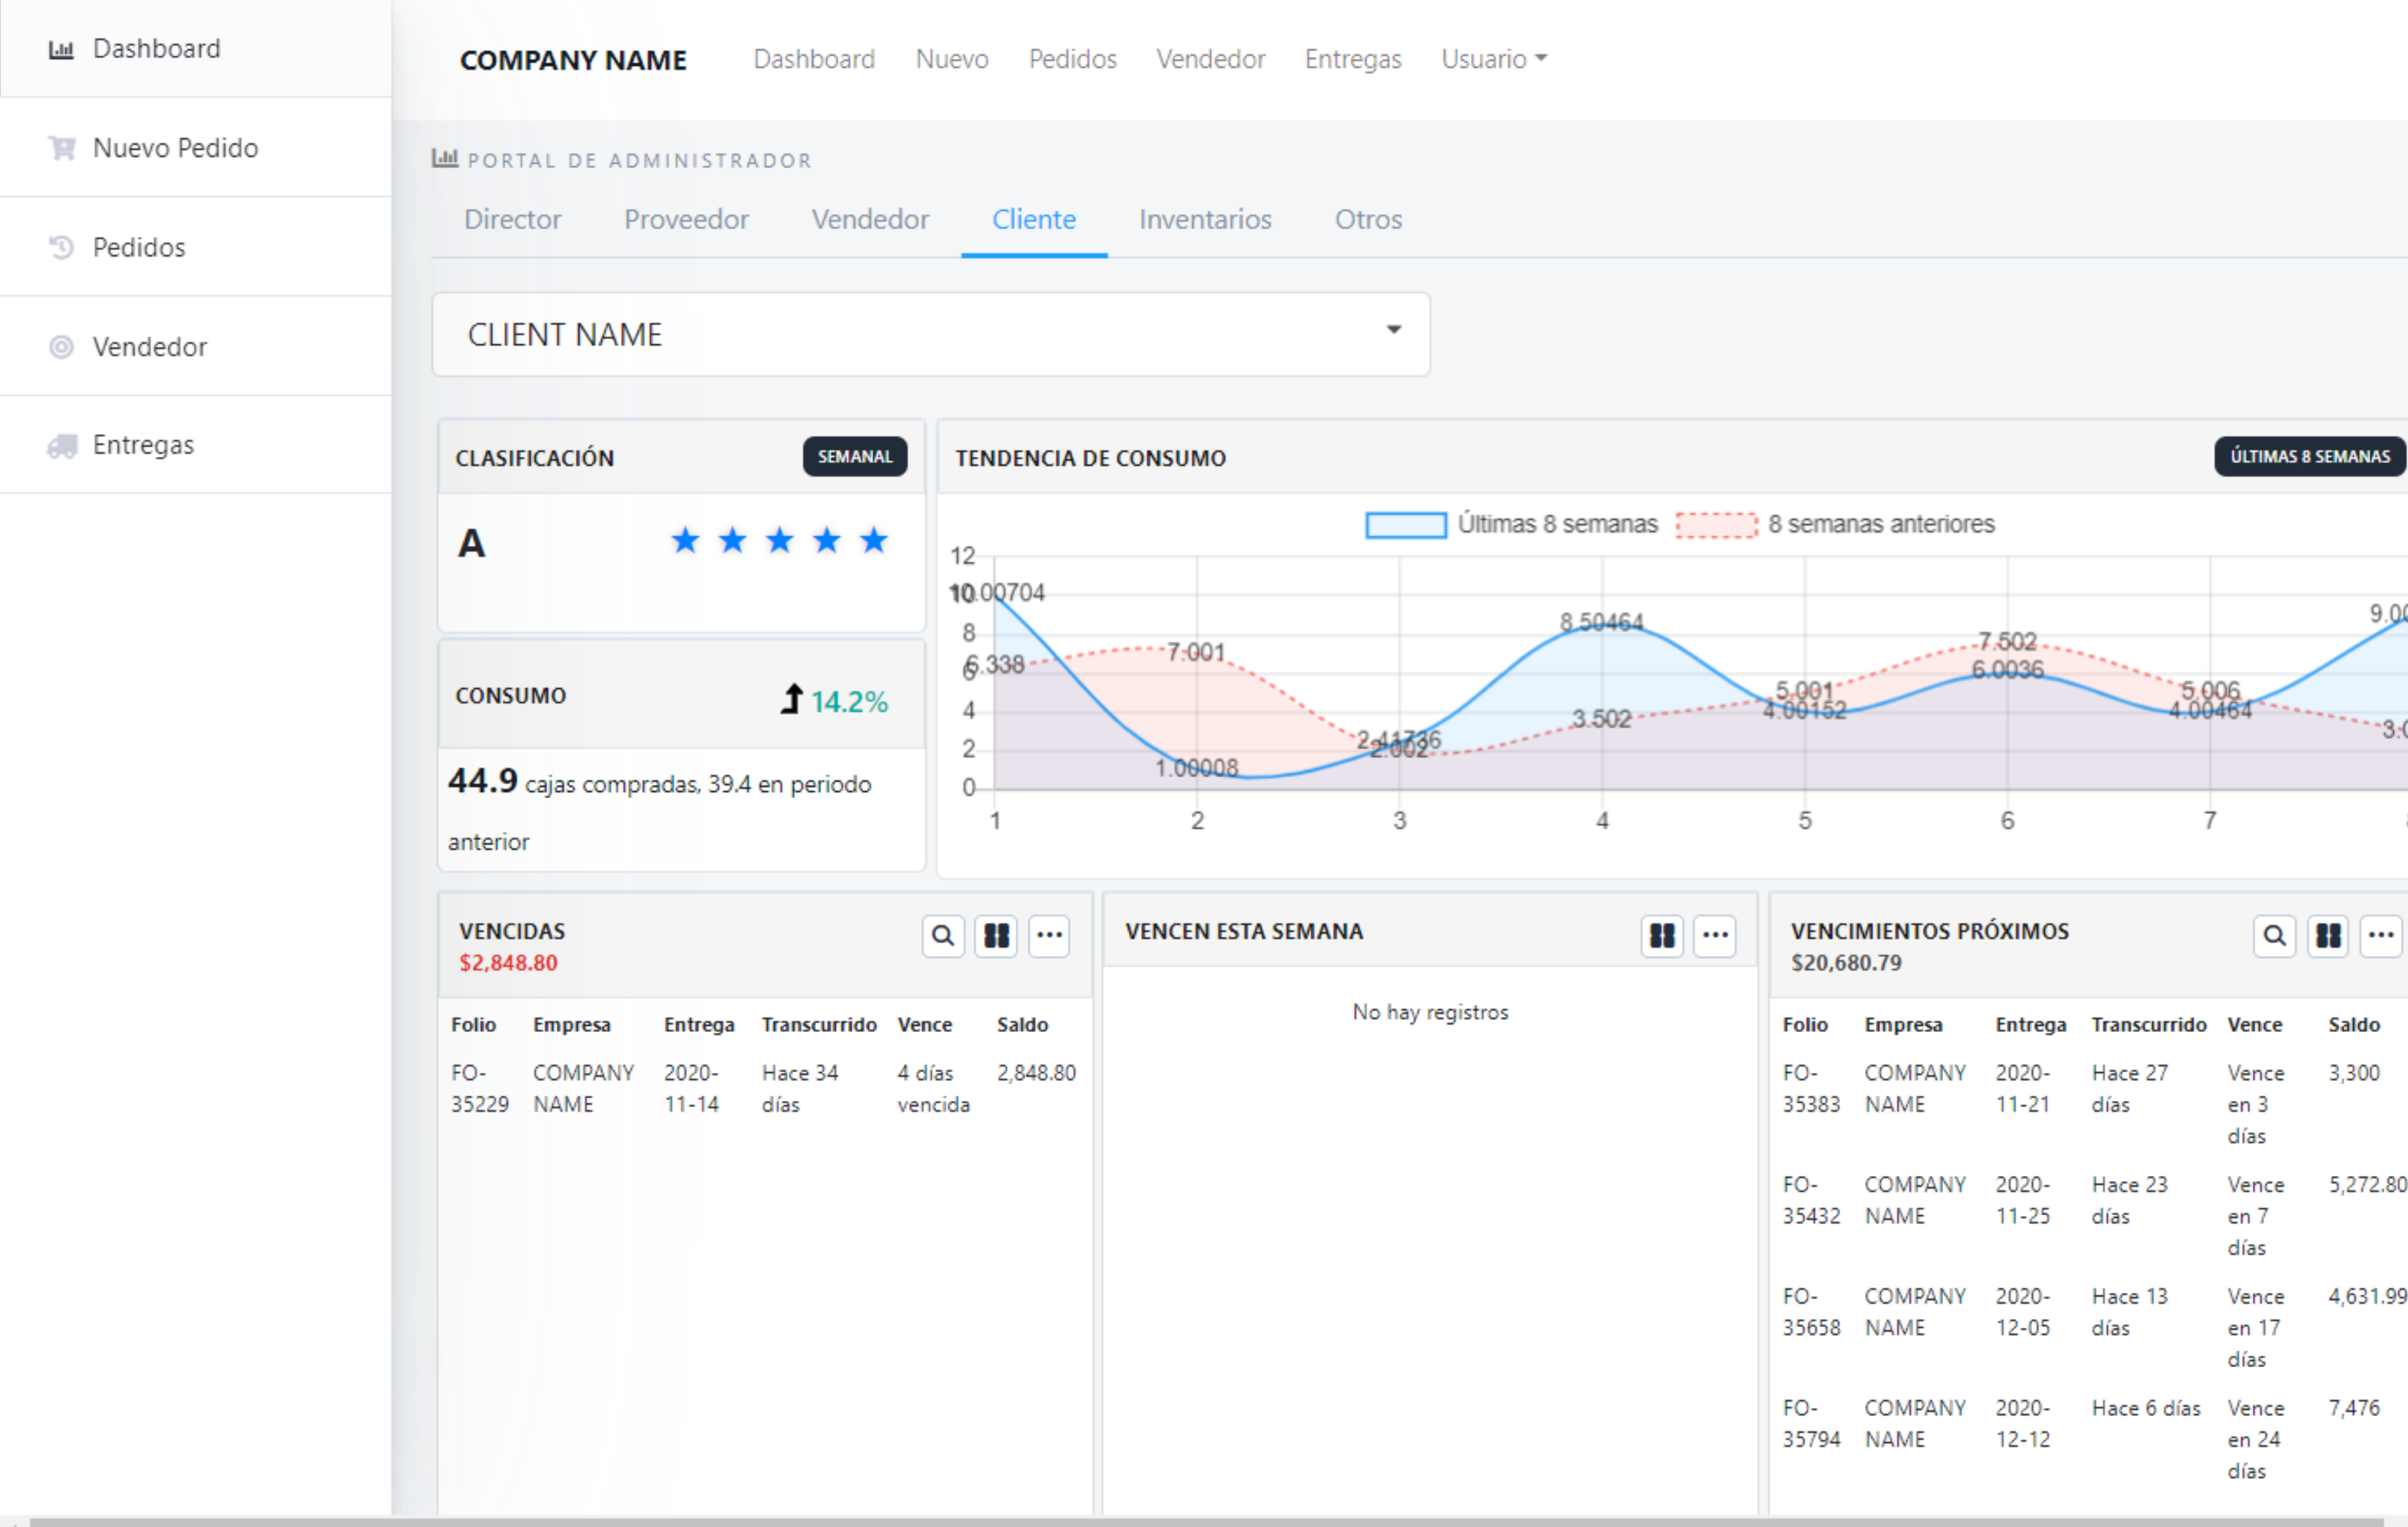 Dashboard
Nuevo Pedido
Pedidos
Vendedor
Entregas
COMPANY NAME Dashboard Nuevo Pedidos Vendedor Entregas Usuario
PORTAL DE ADMINISTRADOR
Director Proveedor Vendedor Cliente Inventarios Otros
CLIENT NAME
CLASIFICACIÓN SEMANAL
A
CONSUMO 14.2%
44.9 cajas compradas, 39.4 en periodo
anterior
TENDENCIA DE CONSUMO ÚLTIMAS 8 SEMANAS
Últimas 8 semanas 8 semanas anteriores
12
10
8
6
4
2
0
10.00704
6.338
7.001
1.00008
2.41736
2.002
8.50464
3.502
5.001
4.00152
7.502
6.0036
5.006
4.00464
1 2 3 4 5 6 7
VENCIDAS
$2,848.80
Folio Empresa Entrega Transcurrido Vence Saldo
FO- COMPANY 2020- Hace 34 4 días 2,848.80
35229 NAME 11-14 días vencida
VENCEN ESTA SEMANA
No hay registros
VENCIMIENTOS PRÓXIMOS
$20,680.79
Folio Empresa Entrega Transcurrido Vence Saldo
FO- COMPANY 2020- Hace 27 Vence 3,300
35383 NAME 11-21 días en 3
días
FO- COMPANY 2020- Hace 23 Vence 5,272.80
35432 NAME 11-25 días en 7
días
FO- COMPANY 2020- Hace 13 Vence 4,631.99
35658 NAME 12-05 días en 17
días
FO- COMPANY 2020- Hace 6 días Vence 7,476
35794 NAME 12-12 en 24
días